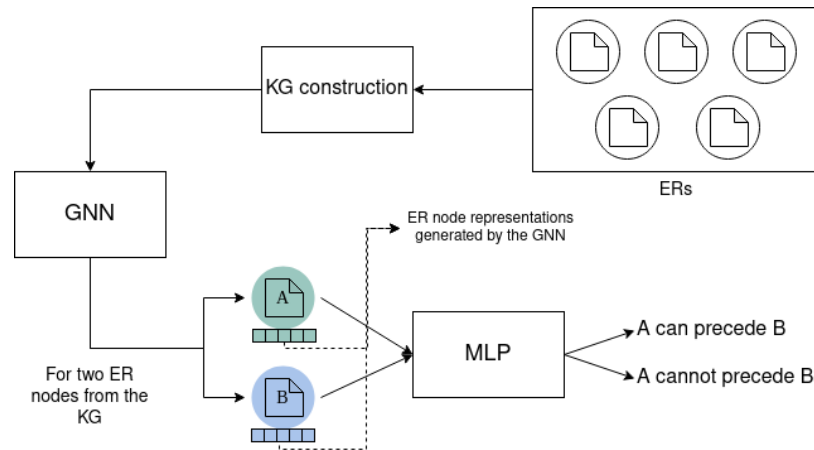 KG construction
ERs
GNN
ER node representations
generated by the GNN
A
B
For two ER
nodes from the
KG
MLP
A can precede B
A cannot precede B